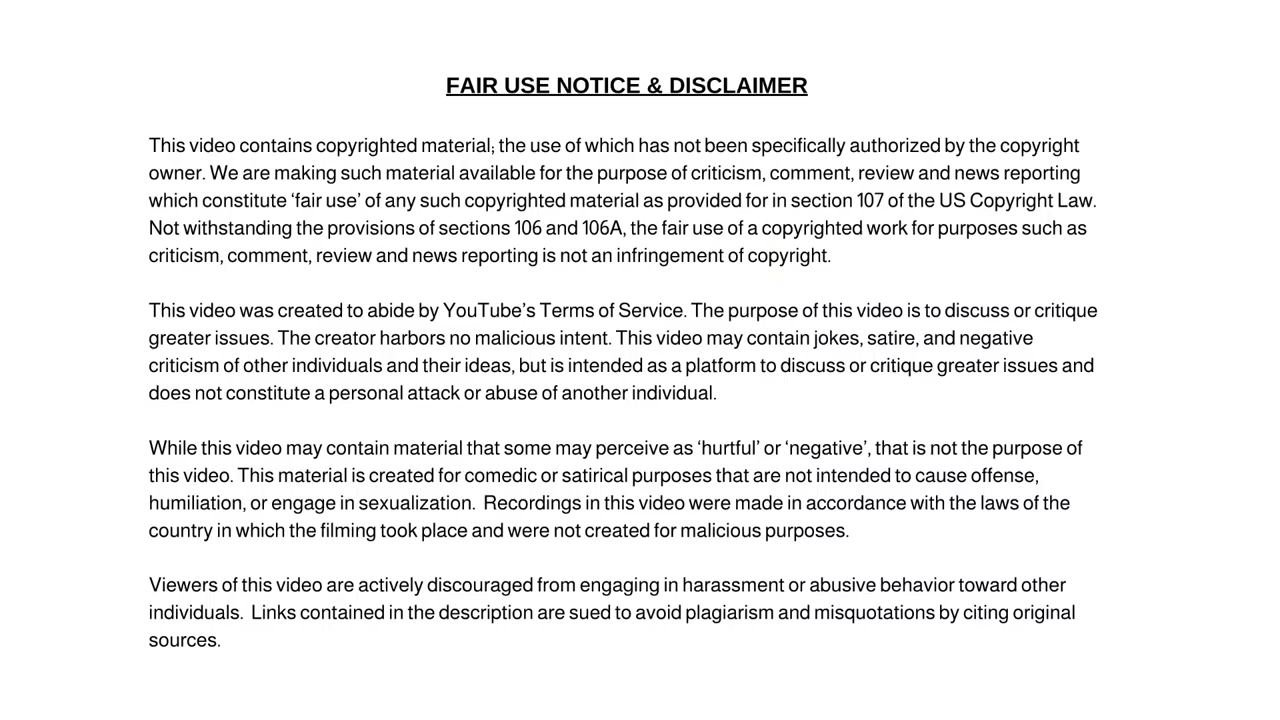 FAIR USE NOTICE & DISCLAIMER
This video contains copyrighted material; the use of which has not been specifically authorized by the copyright
owner. We are making such material available for the purpose of criticism, comment, review and news reporting
which constitute ‘fair use’ of any such copyrighted material as provided for in section 107 of the US Copyright Law.
Not withstanding the provisions of sections 106 and 106A, the fair use of a copyrighted work for purposes such as
criticism, comment, review and news reporting is not an infringement of copyright.
This video was created to abide by YouTube’s Terms of Service. The purpose of this video is to discuss or critique
greater issues. The creator harbors no malicious intent. This video may contain jokes, satire, and negative
criticism of other individuals and their ideas, but is intended as a platform to discuss or critique greater issues and
does not constitute a personal attack or abuse of another individual.
While this video may contain material that some may perceive as ‘hurtful’ or ‘negative’, that is not the purpose of
this video. This material is created for comedic or satirical purposes that are not intended to cause offense,
humiliation, or engage in sexualization.  Recordings in this video were made in accordance with the laws of the
country in which the filming took place and were not created for malicious purposes.
Viewers of this video are actively discouraged from engaging in harassment or abusive behavior toward other
individuals.  Links contained in the description are sued to avoid plagiarism and misquotations by citing original
sources.